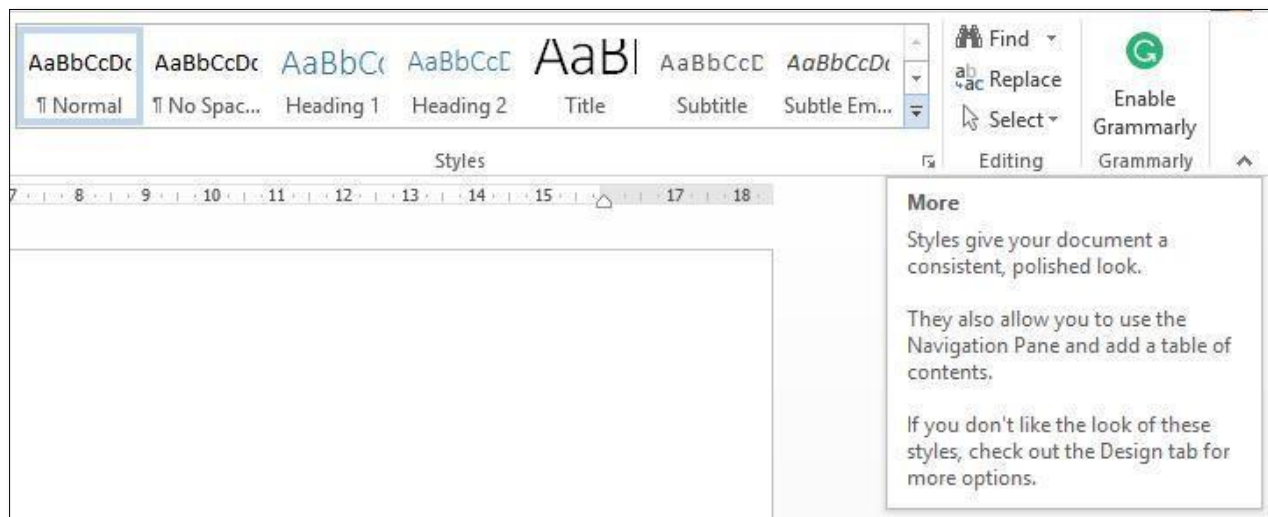 AaBbCcDc AaBbCcDc AaBbCc AaBbCcD AaBl AaBbCcD AaBbCcDc
¶ Normal ¶ No Spac... Heading 1 Heading 2 Title Subtitle Subtle Em...
Styles
Find
Replace
Select
Editing
Enable
Grammarly
Grammarly
7 8 9 10 11 12 13 14 15 17 18
More
Styles give your document a
consistent, polished look.
They also allow you to use the
Navigation Pane and add a table of
contents.
If you don't like the look of these
styles, check out the Design tab for
more options.